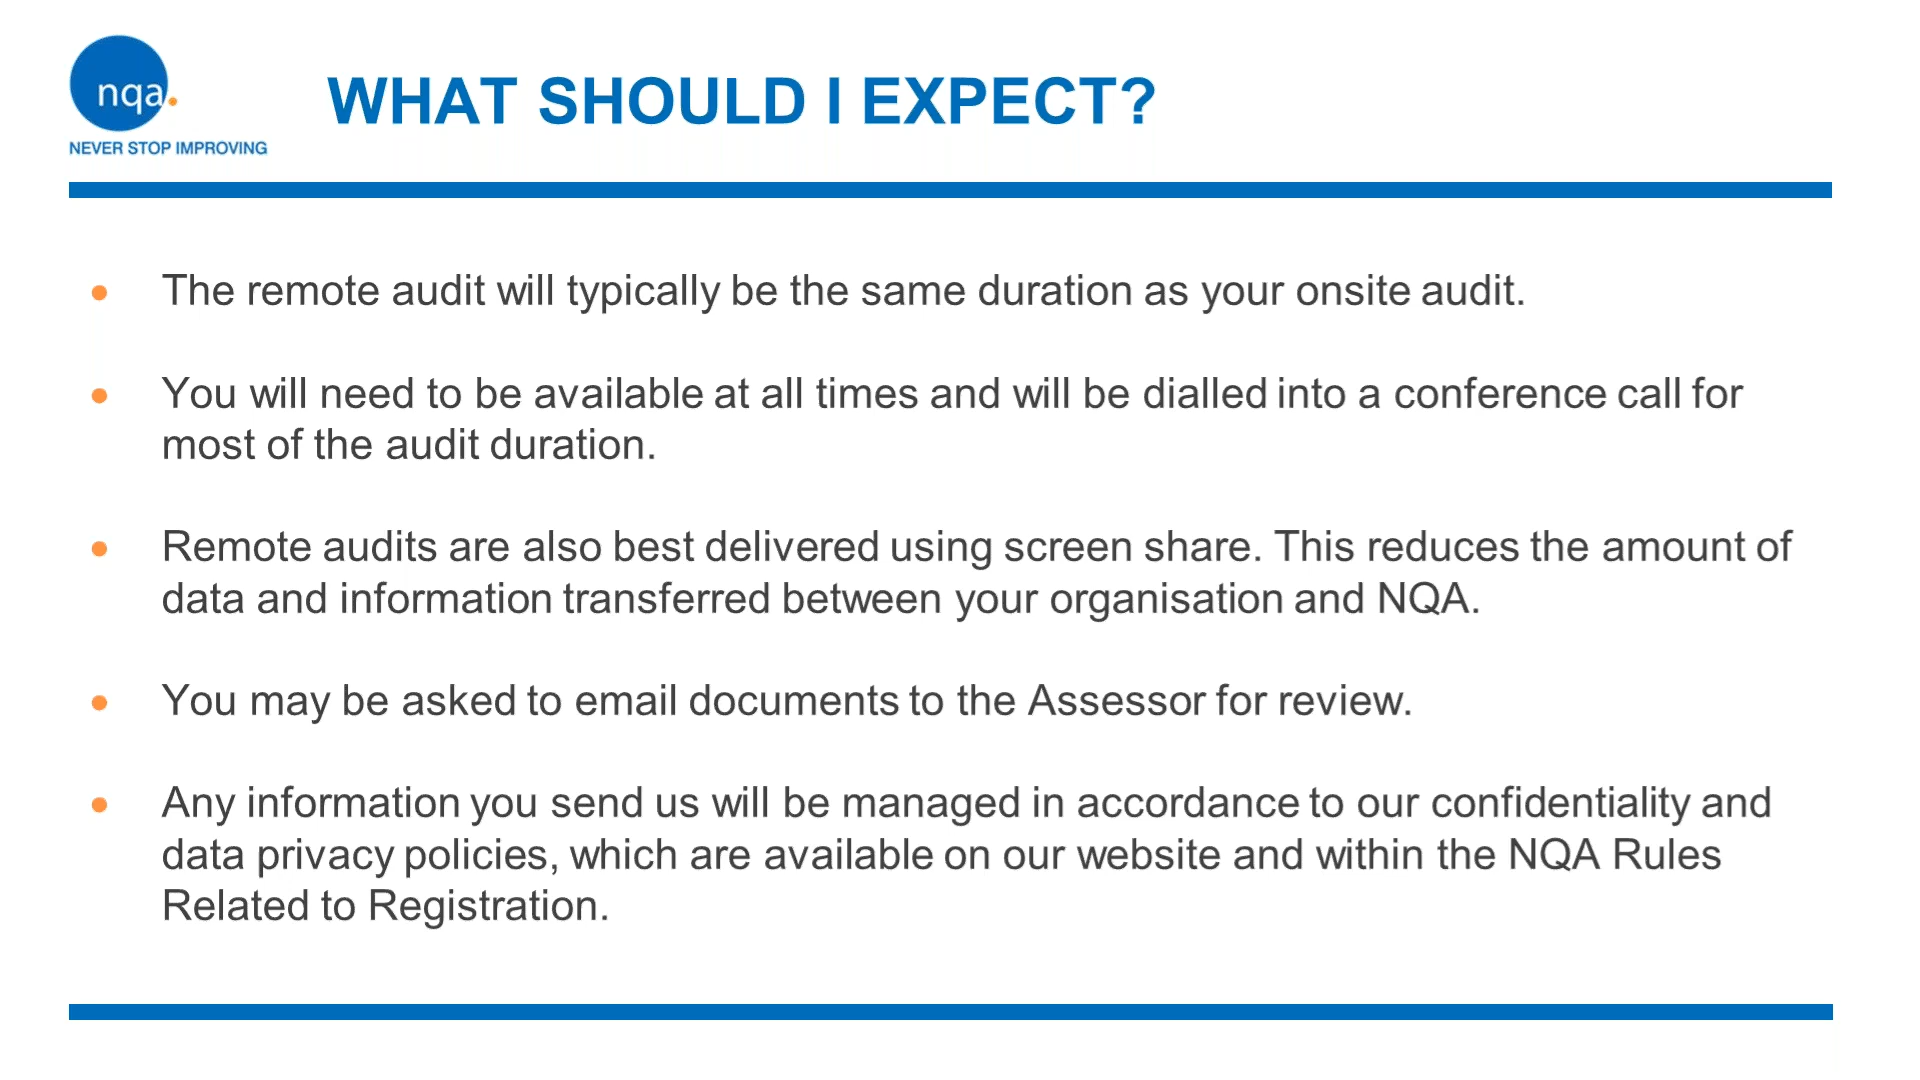 nqa.
NEVER STOP IMPROVING
WHAT SHOULD I EXPECT?
• The remote audit will typically be the same duration as your onsite audit.
• You will need to be available at all times and will be dialled into a conference call for
most of the audit duration.
• Remote audits are also best delivered using screen share. This reduces the amount of
data and information transferred between your organisation and NQA.
• You may be asked to email documents to the Assessor for review.
• Any information you send us will be managed in accordance to our confidentiality and
data privacy policies, which are available on our website and within the NQA Rules
Related to Registration.